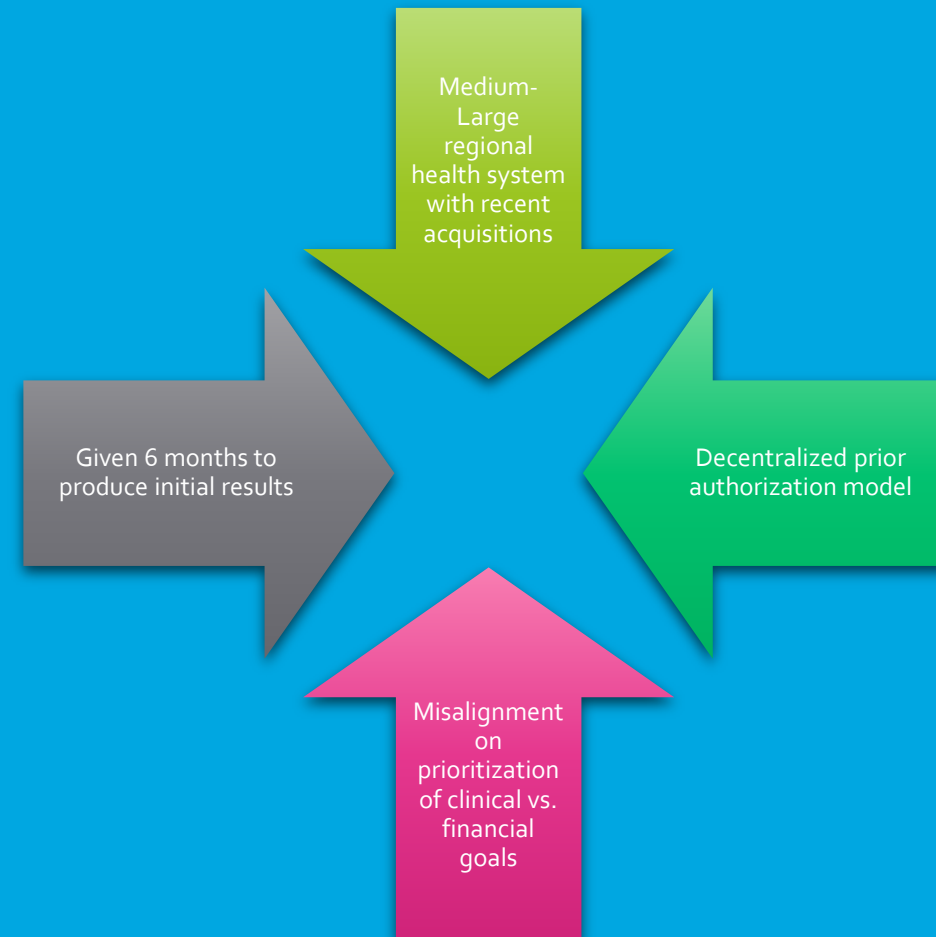 Medium-
Large
regional
health system
with recent
acquisitions
Given 6 months to
produce initial results
Decentralized prior
authorization model
Misalignment
on
prioritization
of clinical vs.
financial
goals